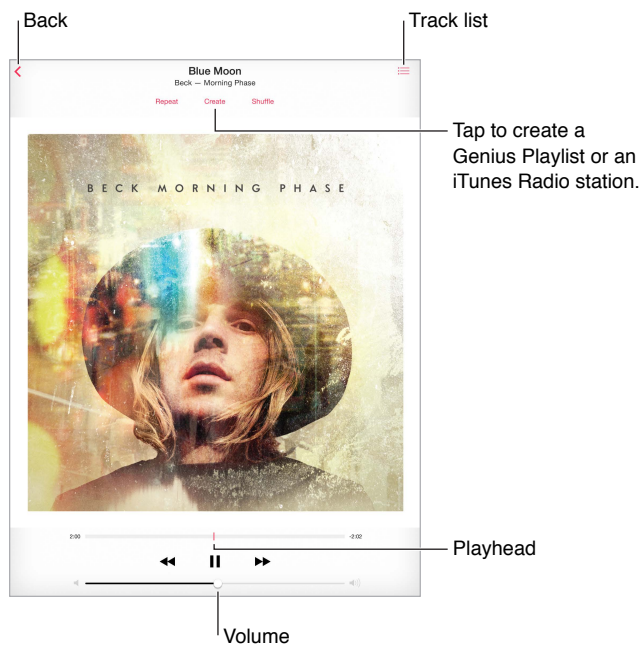 Back
Track list
Blue Moon
Beck — Morning Phase
Repeat Create Shuffle
Tap to create a
Genius Playlist or an
iTunes Radio station.
BECK MORNING PHASE
2:00 -2:02
Playhead
Volume